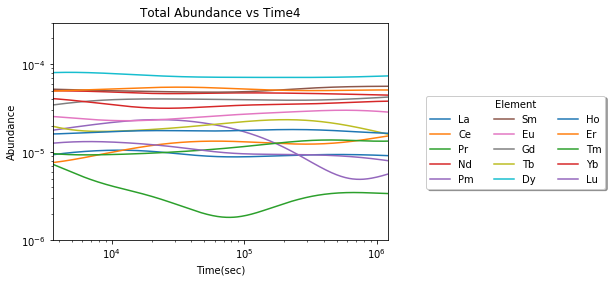 Total Abundance vs Time4
Abundance
10⁻⁴
10⁻⁵
10⁻⁶
10⁴ 10⁵ 10⁶
Time(sec)
Element
La Sm Ho
Ce Eu Er
Pr Gd Tm
Nd Tb Yb
Pm Dy Lu